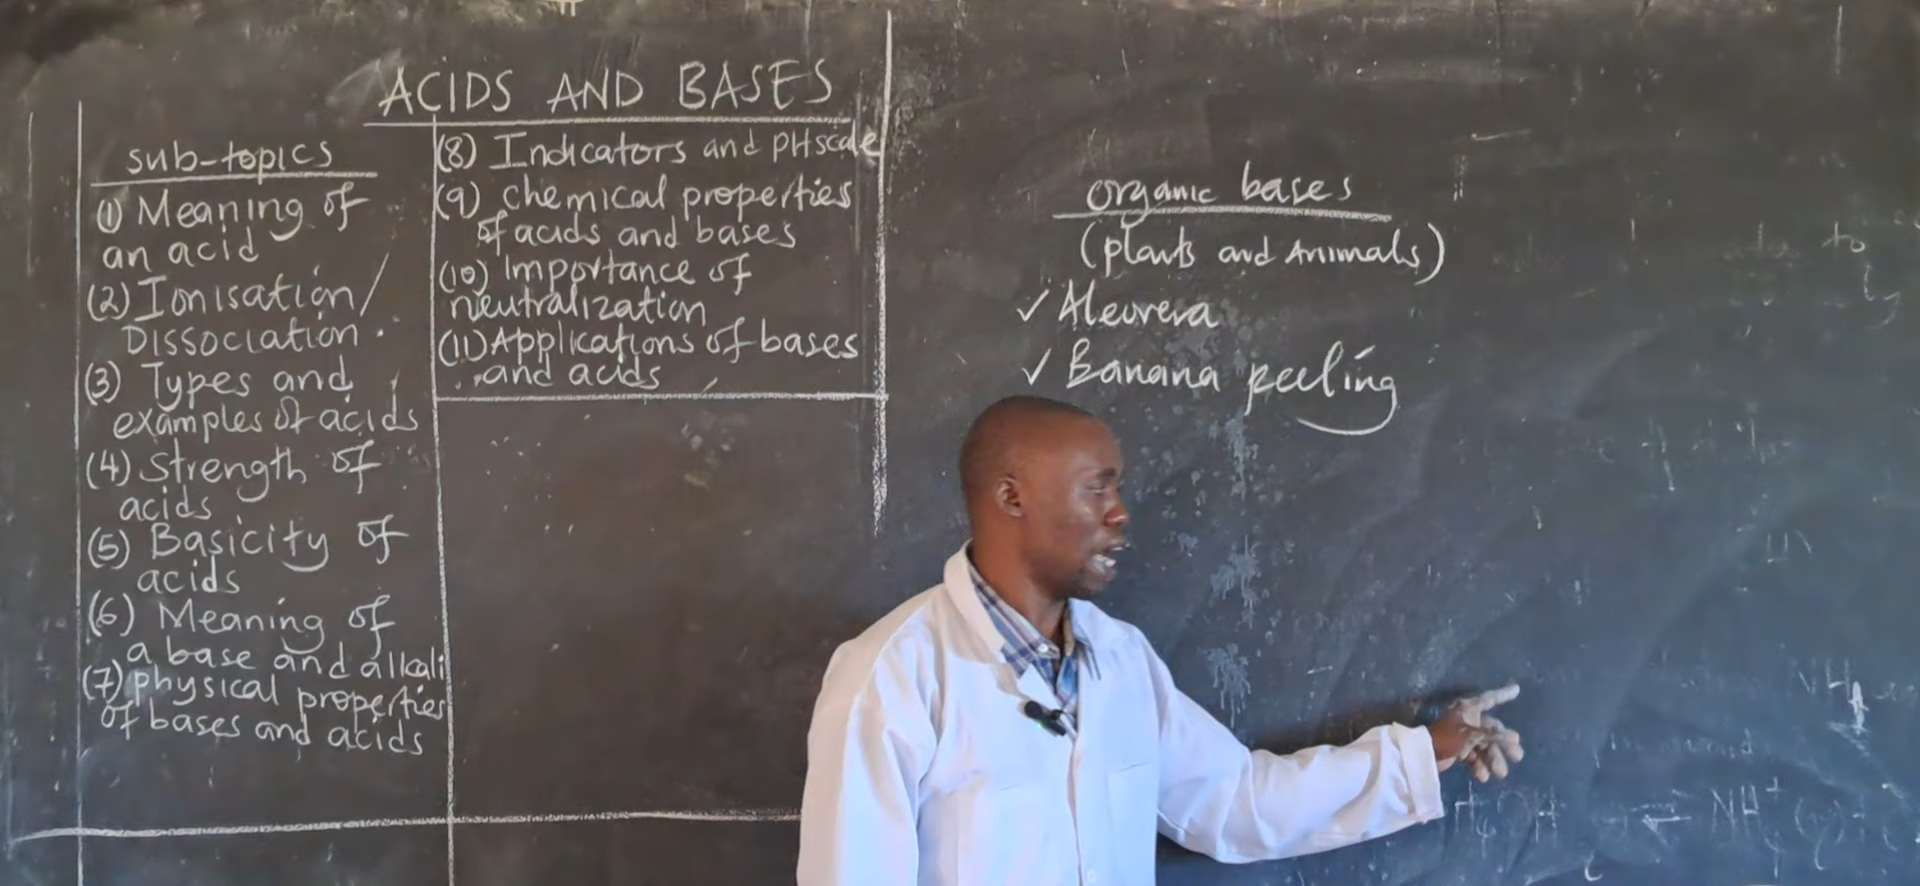 ACIDS AND BASES
sub-topics
(1) Meaning of
an acid
(2) Ionisation/
Dissociation.
(3) Types and
examples of acids
(4) Strength of
acids
(5) Basicity of
acids
(6) Meaning of
a base and alkali
(7) physical properties
of bases and acids
(8) Indicators and PH scale
(9) chemical properties
of acids and bases
(10) Importance of
neutralization
(11) Applications of bases
and acids
organic bases
(plants and Animals)
✓ Aleovera
✓ Banana peeling